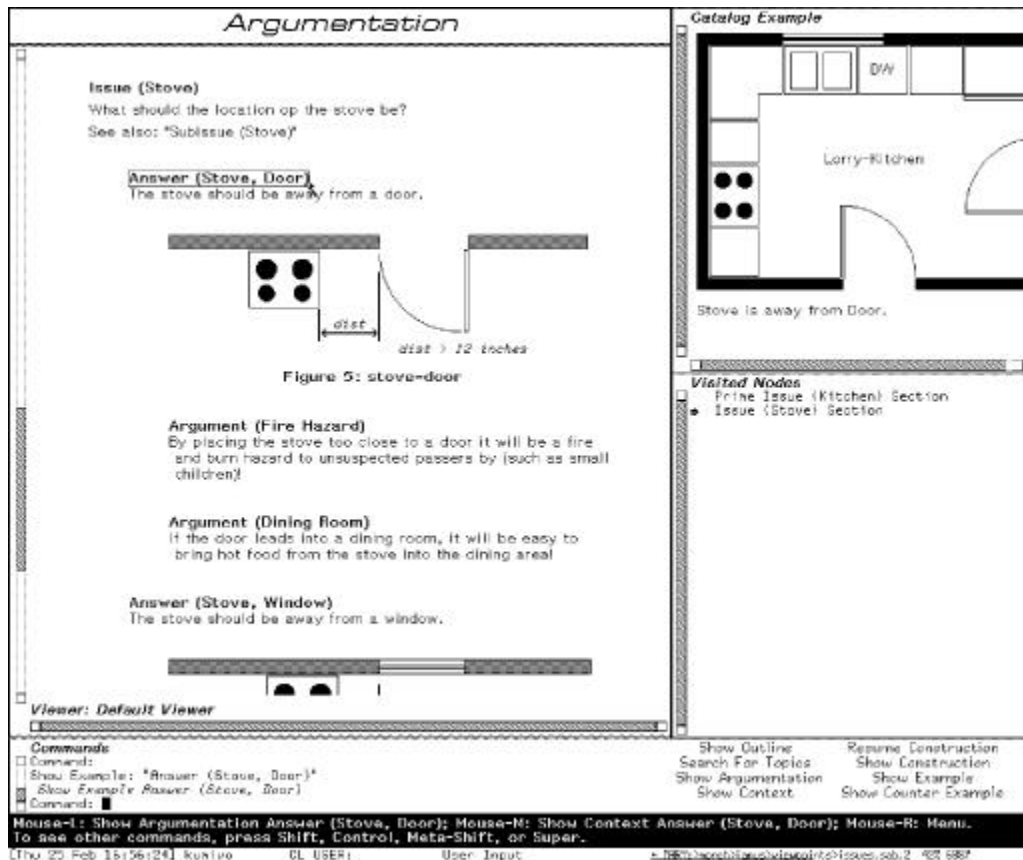 Argumentation
Issue (Stove)
What should the location op the stove be?
See also: "Subissue (Stove)"
Answer (Stove, Door)
The stove should be away from a door.
dist
dist > 12 inches
Figure 5: stove-door
Argument (Fire Hazard)
By placing the stove too close to a door it will be a fire
and burn hazard to unsuspected passers by (such as small
children)!
Argument (Dining Room)
If the door leads into a dining room, it will be easy to
bring hot food from the stove into the dining area!
Answer (Stove, Window)
The stove should be away from a window.
Viewer: Default Viewer
Catalog Example
DW
Lorry-Kitchen
Stove is away from Door.
Visited Nodes
Prime Issue (Kitchen) Section
Issue (Stove) Section
Commands
Command:
Show Example: "Answer (Stove, Door)"
Show Example Answer (Stove, Door)
Command:
Show Outline Resume Construction
Search For Topics Show Construction
Show Argumentation Show Example
Show Context Show Counter Example
Mouse-L: Show Argumentation Answer (Stove, Door); Mouse-M: Show Context Answer (Stove, Door); Mouse-R: Menu.
To see other commands, press Shift, Control, Meta-Shift, or Super.
[Thu 25 Feb 16:56:24] kumiyo CL USER: User Input